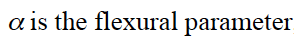 α is the flexural parameter